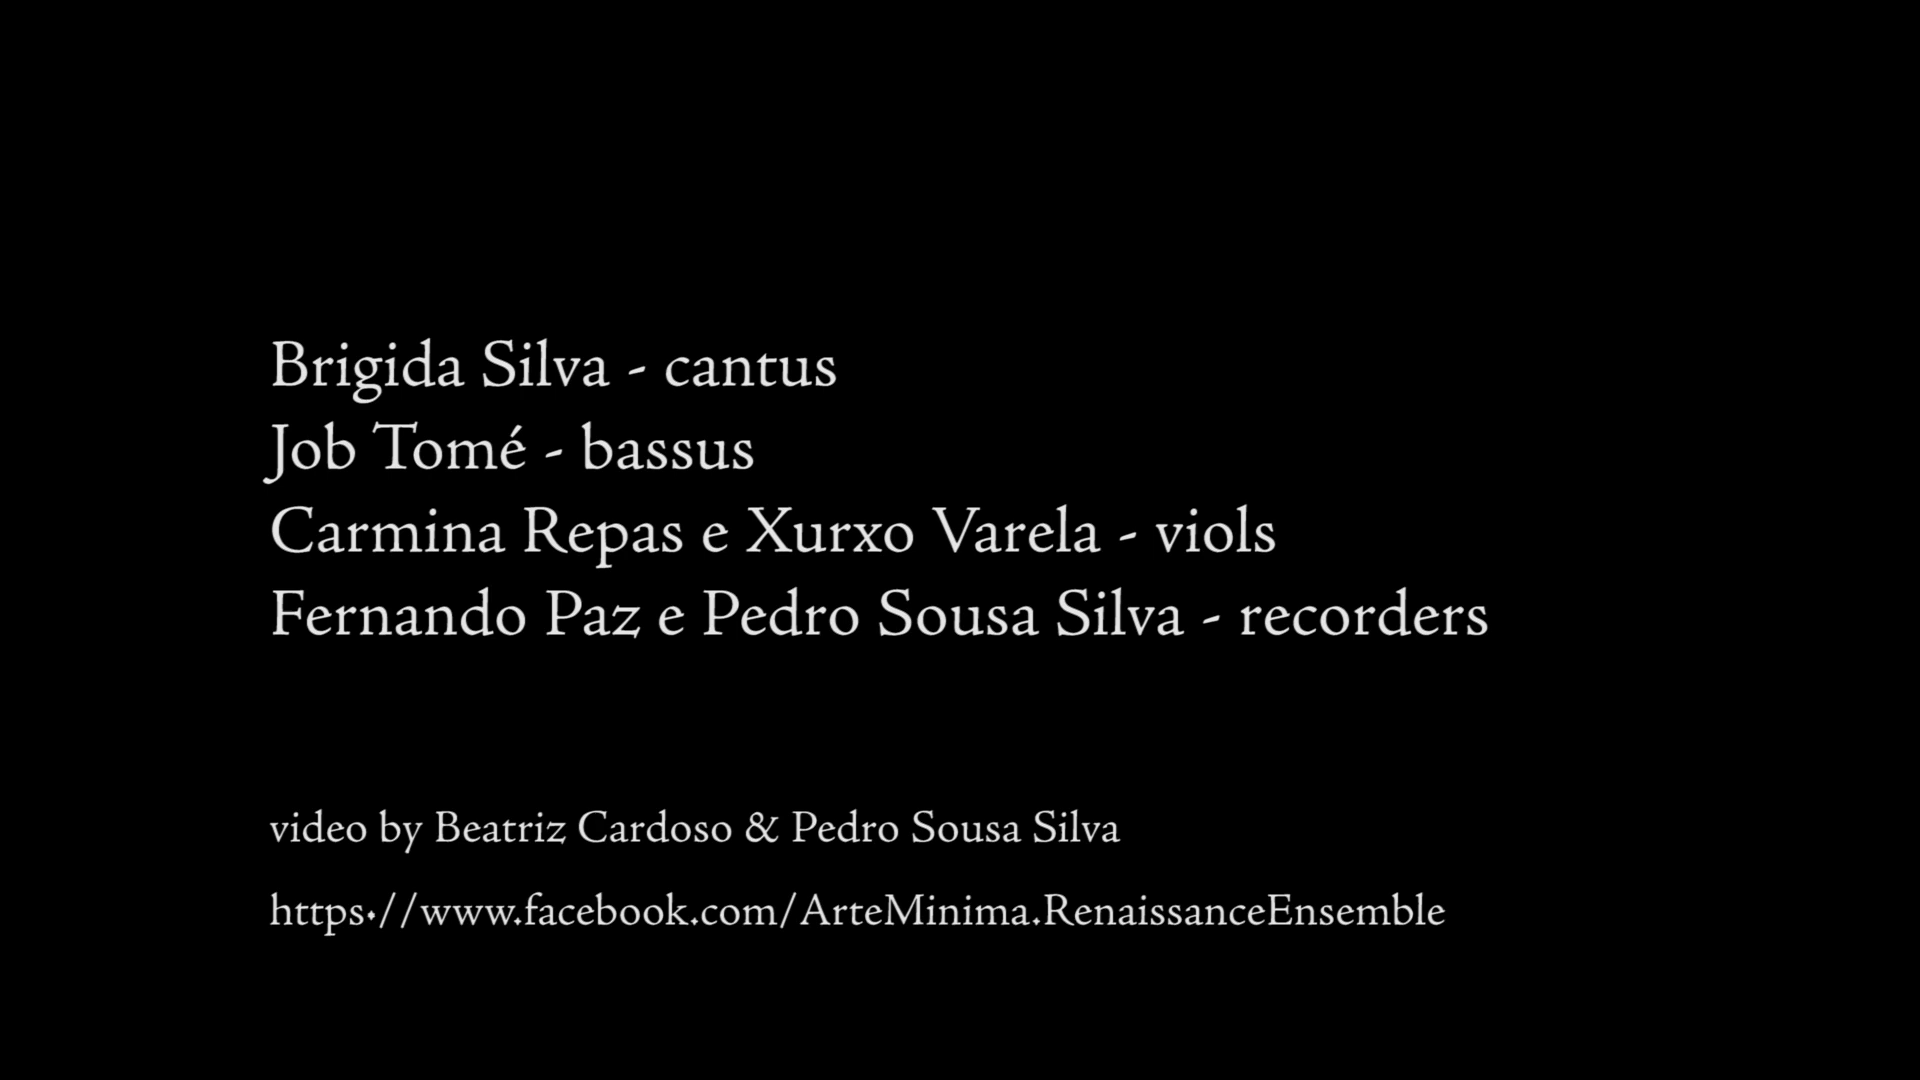 Brigida Silva - cantus
Job Tomé - bassus
Carmina Repas e Xurxo Varela - viols
Fernando Paz e Pedro Sousa Silva - recorders
video by Beatriz Cardoso & Pedro Sousa Silva
https://www.facebook.com/ArteMinima.RenaissanceEnsemble